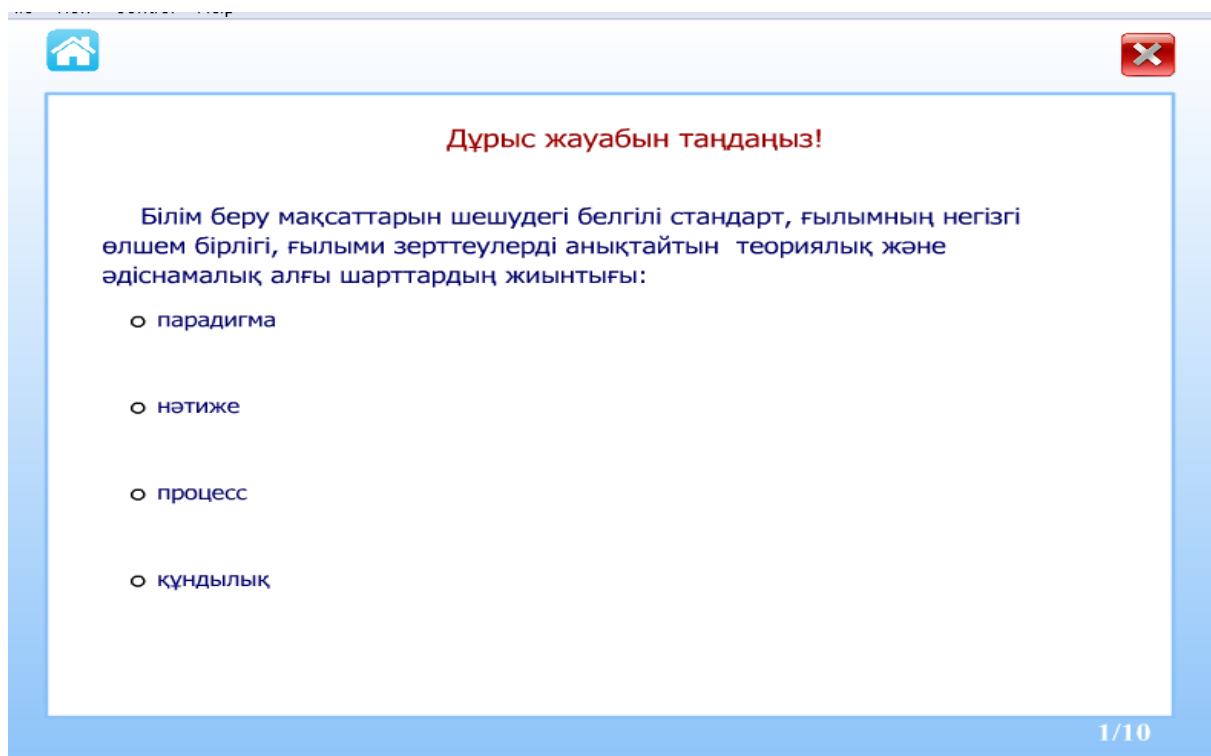 Дұрыс жауабын таңдаңыз!
Білім беру мақсаттарын шешудегі белгілі стандарт, ғылымның негізгі
өлшем бірлігі, ғылыми зерттеулерді анықтайтын теориялық және
әдіснамалық алғы шарттардың жиынтығы:
парадигма
нәтиже
процесс
құндылық
1/10